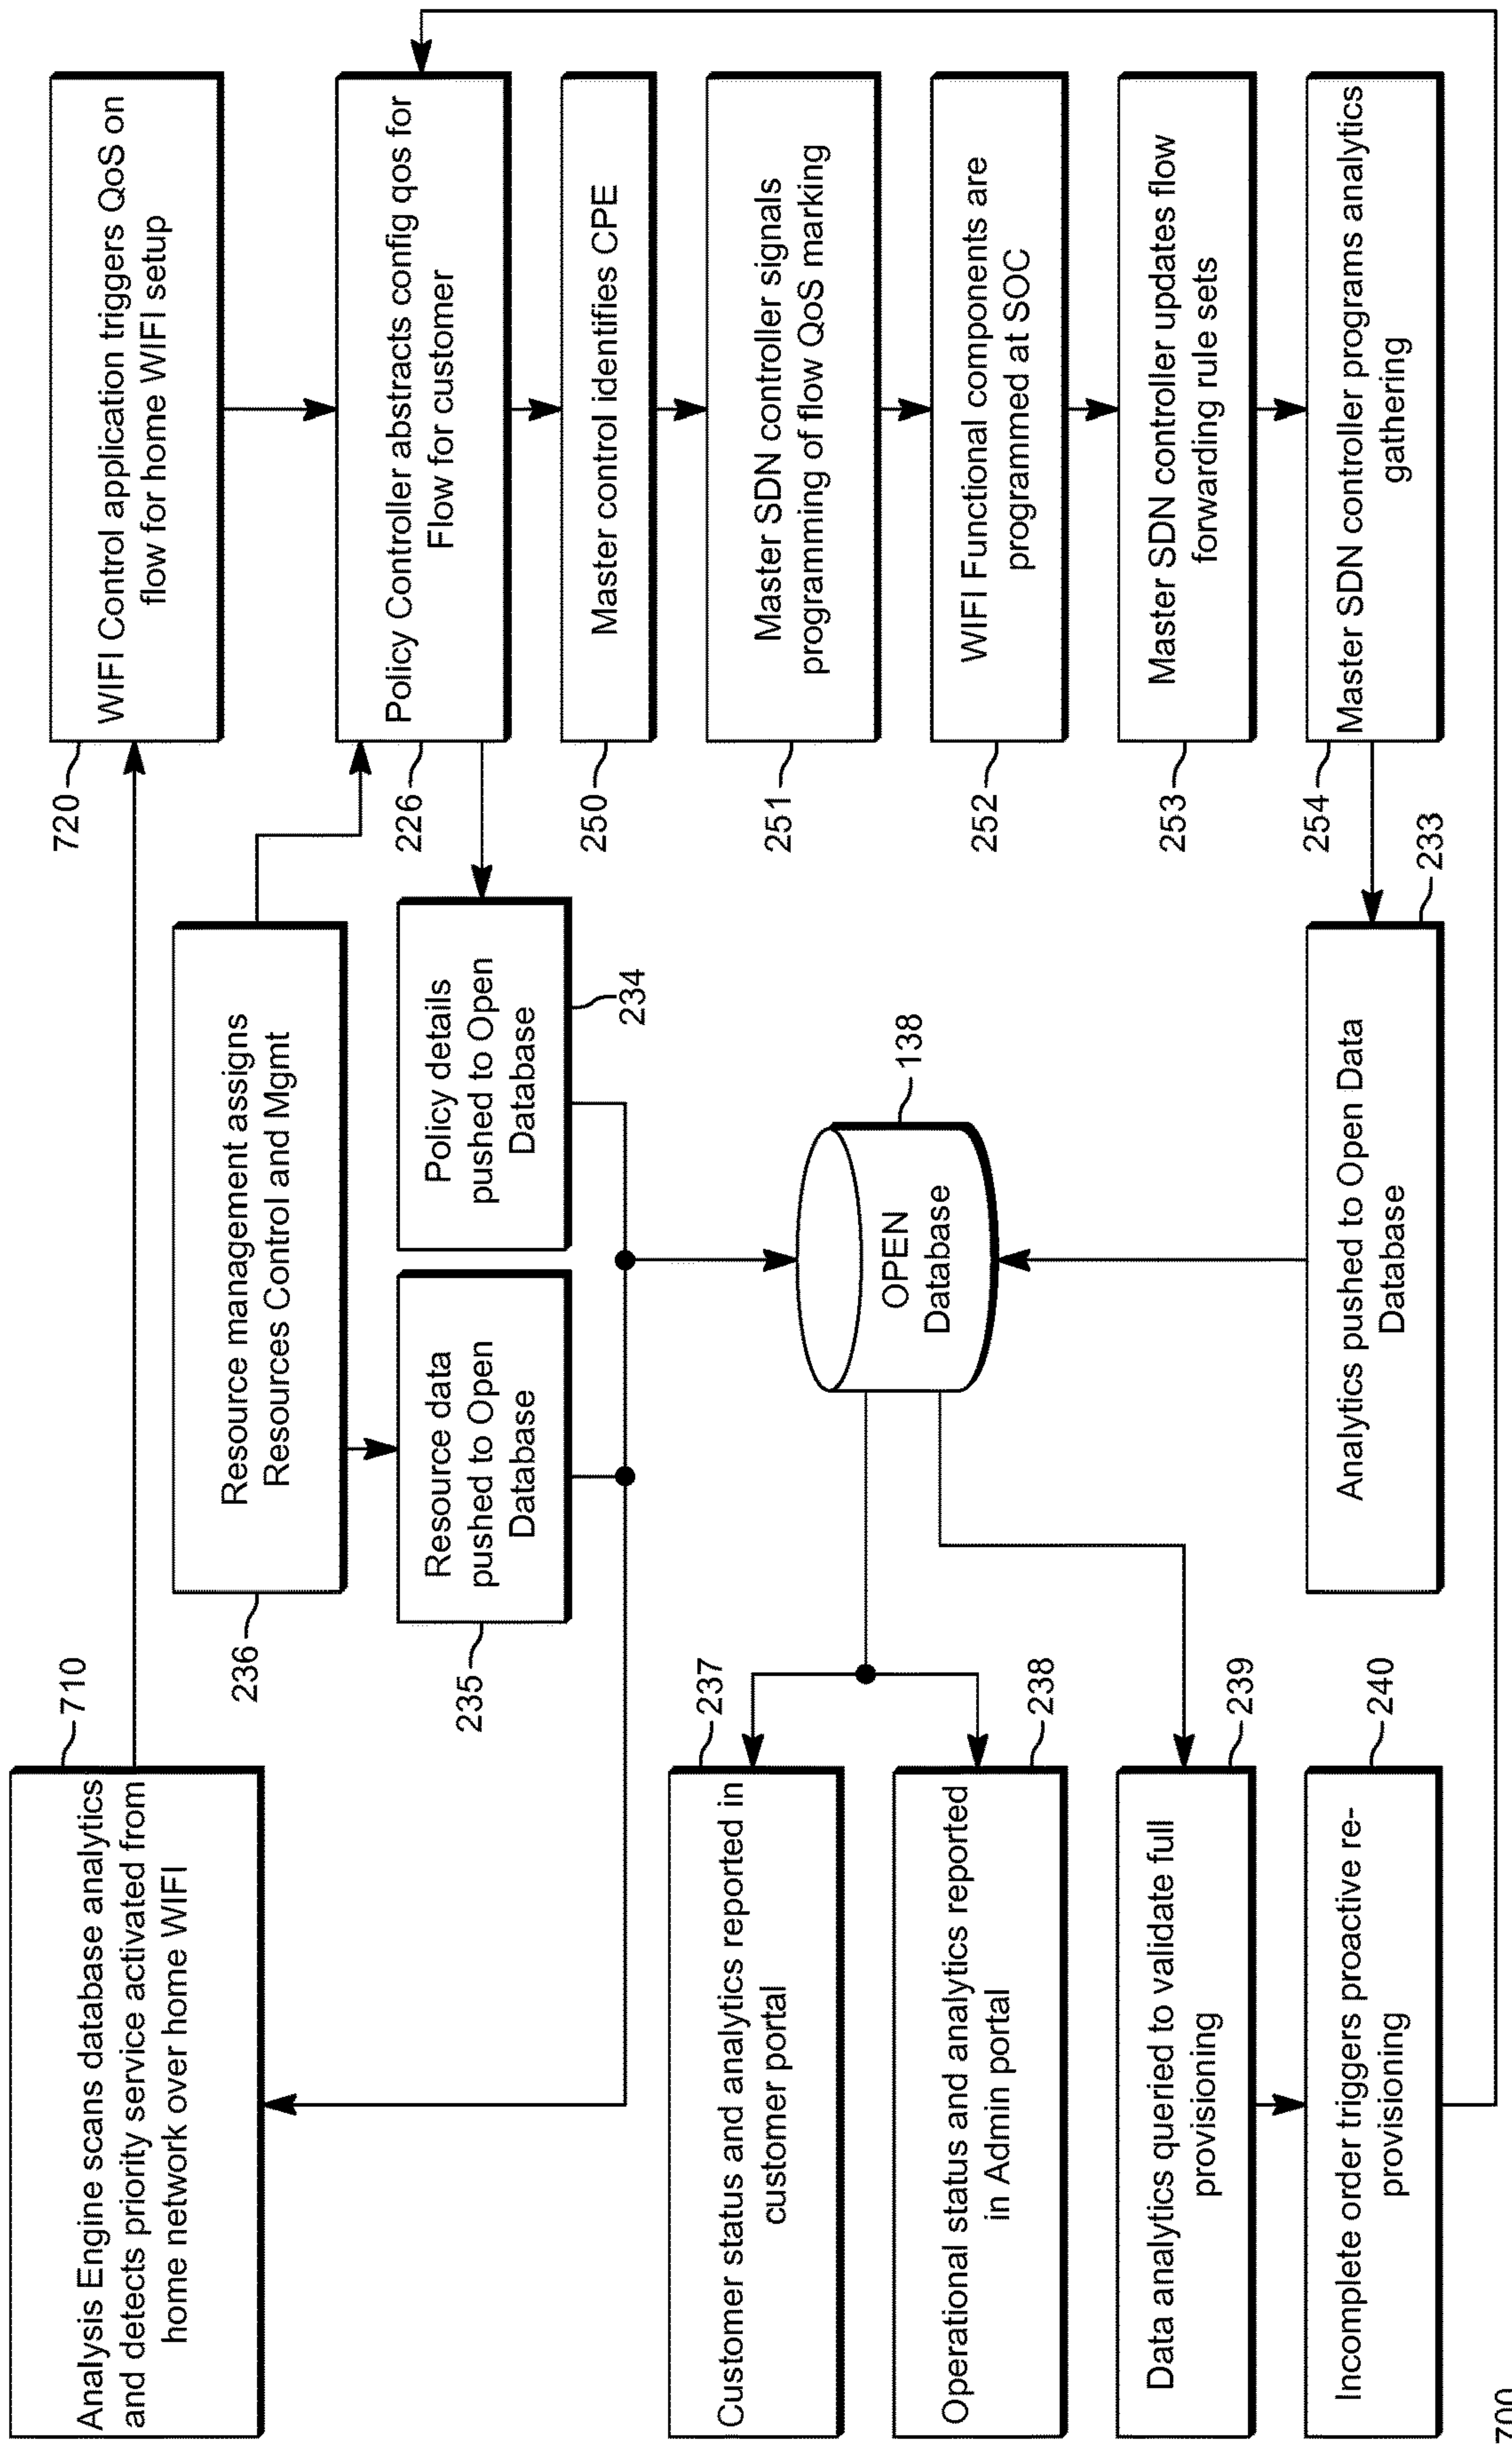 710
Analysis Engine scans database analytics
and detects priority service activated from
home network over home WIFI
720
WIFI Control application triggers QoS on
flow for home WIFI setup
236
Resource management assigns
Resources Control and Mgmt
226
Policy Controller abstracts config qos for
Flow for customer
235
Resource data
pushed to Open
Database
234
Policy details
pushed to Open
Database
250
Master control identifies CPE
237
Customer status and analytics reported in
customer portal
138
OPEN
Database
251
Master SDN controller signals
programming of flow QoS marking
238
Operational status and analytics reported
in Admin portal
252
WIFI Functional components are
programmed at SOC
239
Data analytics queried to validate full
provisioning
253
Master SDN controller updates flow
forwarding rule sets
240
Incomplete order triggers proactive re-
provisioning
233
Analytics pushed to Open Data
Database
254
Master SDN controller programs analytics
gathering
700